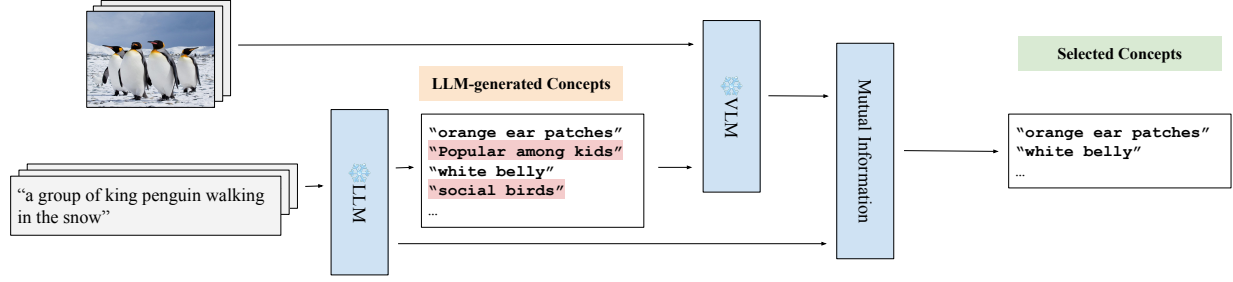 LLM-generated Concepts
Selected Concepts
VLM
Mutual Information
LLM
“orange ear patches”
“Popular among kids”
“white belly”
“social birds”
…
“orange ear patches”
“white belly”
…
“a group of king penguin walking
in the snow”